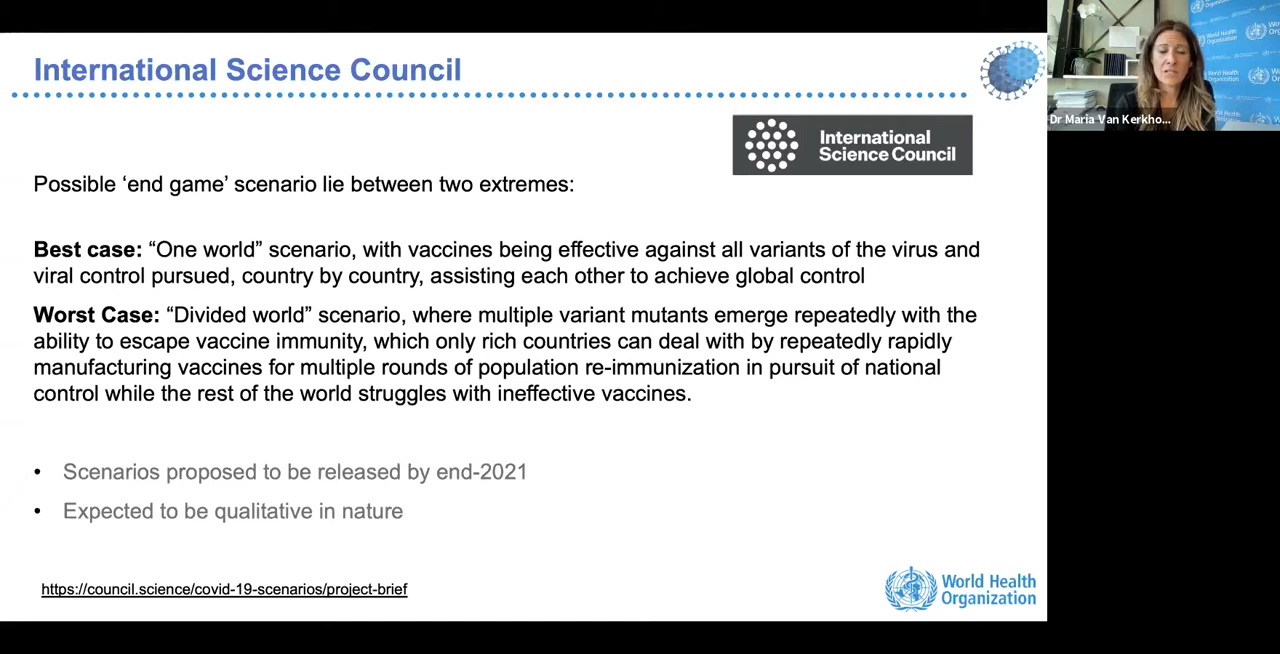 International Science Council
International
Science Council
Possible ‘end game’ scenario lie between two extremes:
Best case: “One world” scenario, with vaccines being effective against all variants of the virus and
viral control pursued, country by country, assisting each other to achieve global control
Worst Case: “Divided world” scenario, where multiple variant mutants emerge repeatedly with the
ability to escape vaccine immunity, which only rich countries can deal with by repeatedly rapidly
manufacturing vaccines for multiple rounds of population re-immunization in pursuit of national
control while the rest of the world struggles with ineffective vaccines.
• Scenarios proposed to be released by end-2021
• Expected to be qualitative in nature
https://council.science/covid-19-scenarios/project-brief
World Health
Organization
Dr Maria Van Kerkho...